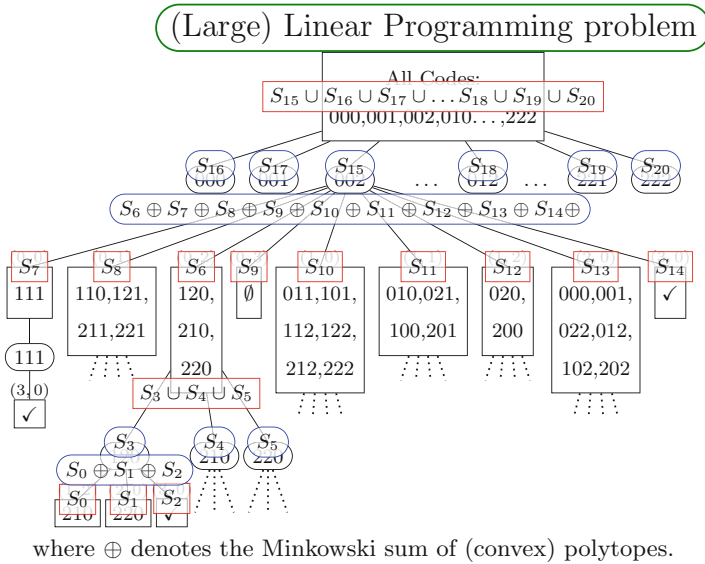 (Large) Linear Programming problem
All Codes:
S₁₅ ∪ S₁₆ ∪ S₁₇ ∪ … S₁₈ ∪ S₁₉ ∪ S₂₀
000,001,002,010…,222
S₁₆ S₁₇ S₁₅ S₁₈ S₁₉ S₂₀
000 001 002 … 012 … 221 222
S₆ ⊕ S₇ ⊕ S₈ ⊕ S₉ ⊕ S₁₀ ⊕ S₁₁ ⊕ S₁₂ ⊕ S₁₃ ⊕ S₁₄⊕
S₇ S₈ S₆ S₉ S₁₀ S₁₁ S₁₂ S₁₃ S₁₄
111 110,121, 120, ∅ 011,101, 010,021, 020, 000,001, ✓
211,221 210, 112,122, 100,201 200 022,012,
220 212,222 102,202
111
(3,0)
✓
S₃ ∪ S₄ ∪ S₅
S₃ S₄ S₅
210 220
S₀ ⊕ S₁ ⊕ S₂
S₀ S₁ S₂
210 220 ✓
where ⊕ denotes the Minkowski sum of (convex) polytopes.